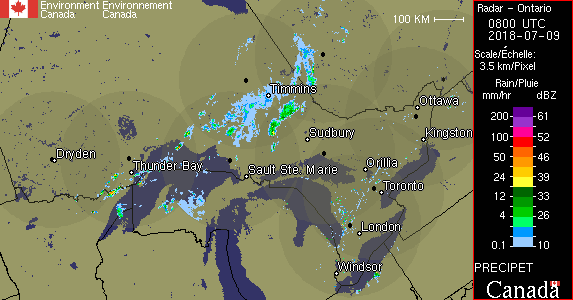 Environment Environnement
Canada Canada
100 KM
Timmins
Ottawa
Sudbury
Kingston
Dryden
Thunder Bay
Sault Ste. Marie
Orillia
Toronto
London
Windsor
Radar - Ontario
0800 UTC
2018-07-09
Scale/Échelle:
3.5 km/Pixel
Rain/Pluie
mm/hr dBZ
200 61
100 52
50 46
24 39
12 33
4 26
0.1 10
PRECIPET
Canada